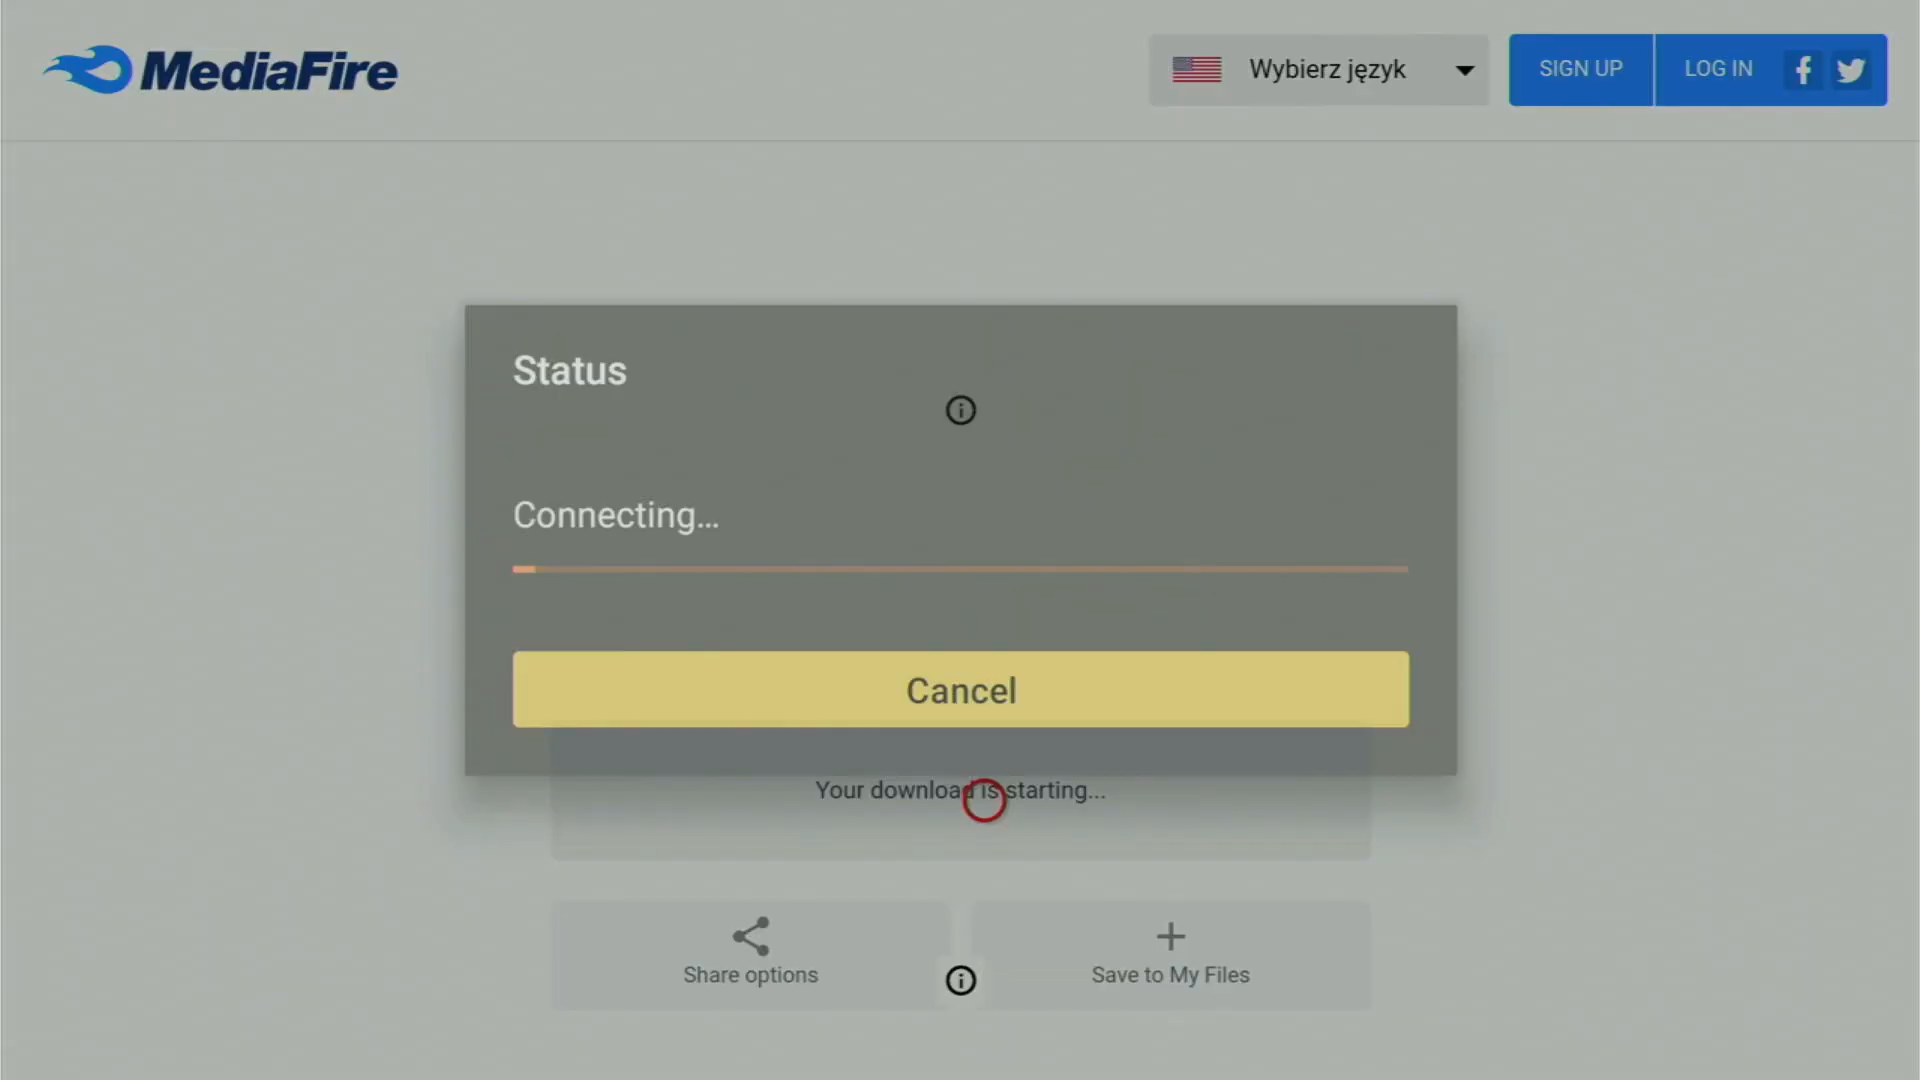 MediaFire
Wybierz język
SIGN UP
LOG IN
Status
Connecting...
Cancel
Your download is starting...
Share options
Save to My Files